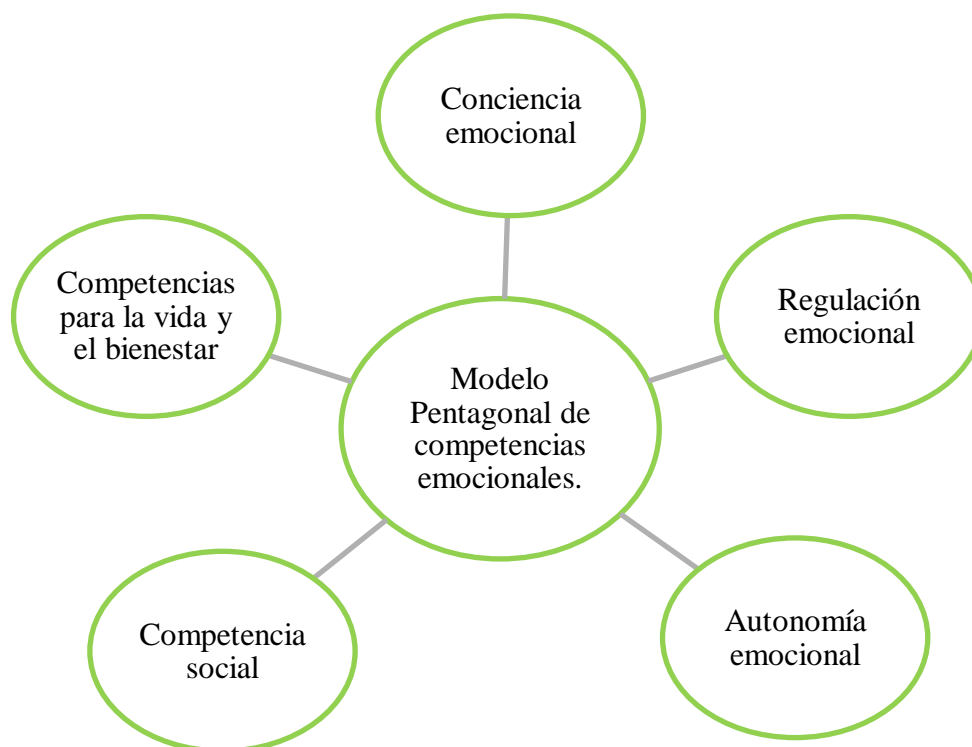 Conciencia
emocional
Competencias
para la vida y
el bienestar
Regulación
emocional
Modelo
Pentagonal de
competencias
emocionales.
Competencia
social
Autonomía
emocional